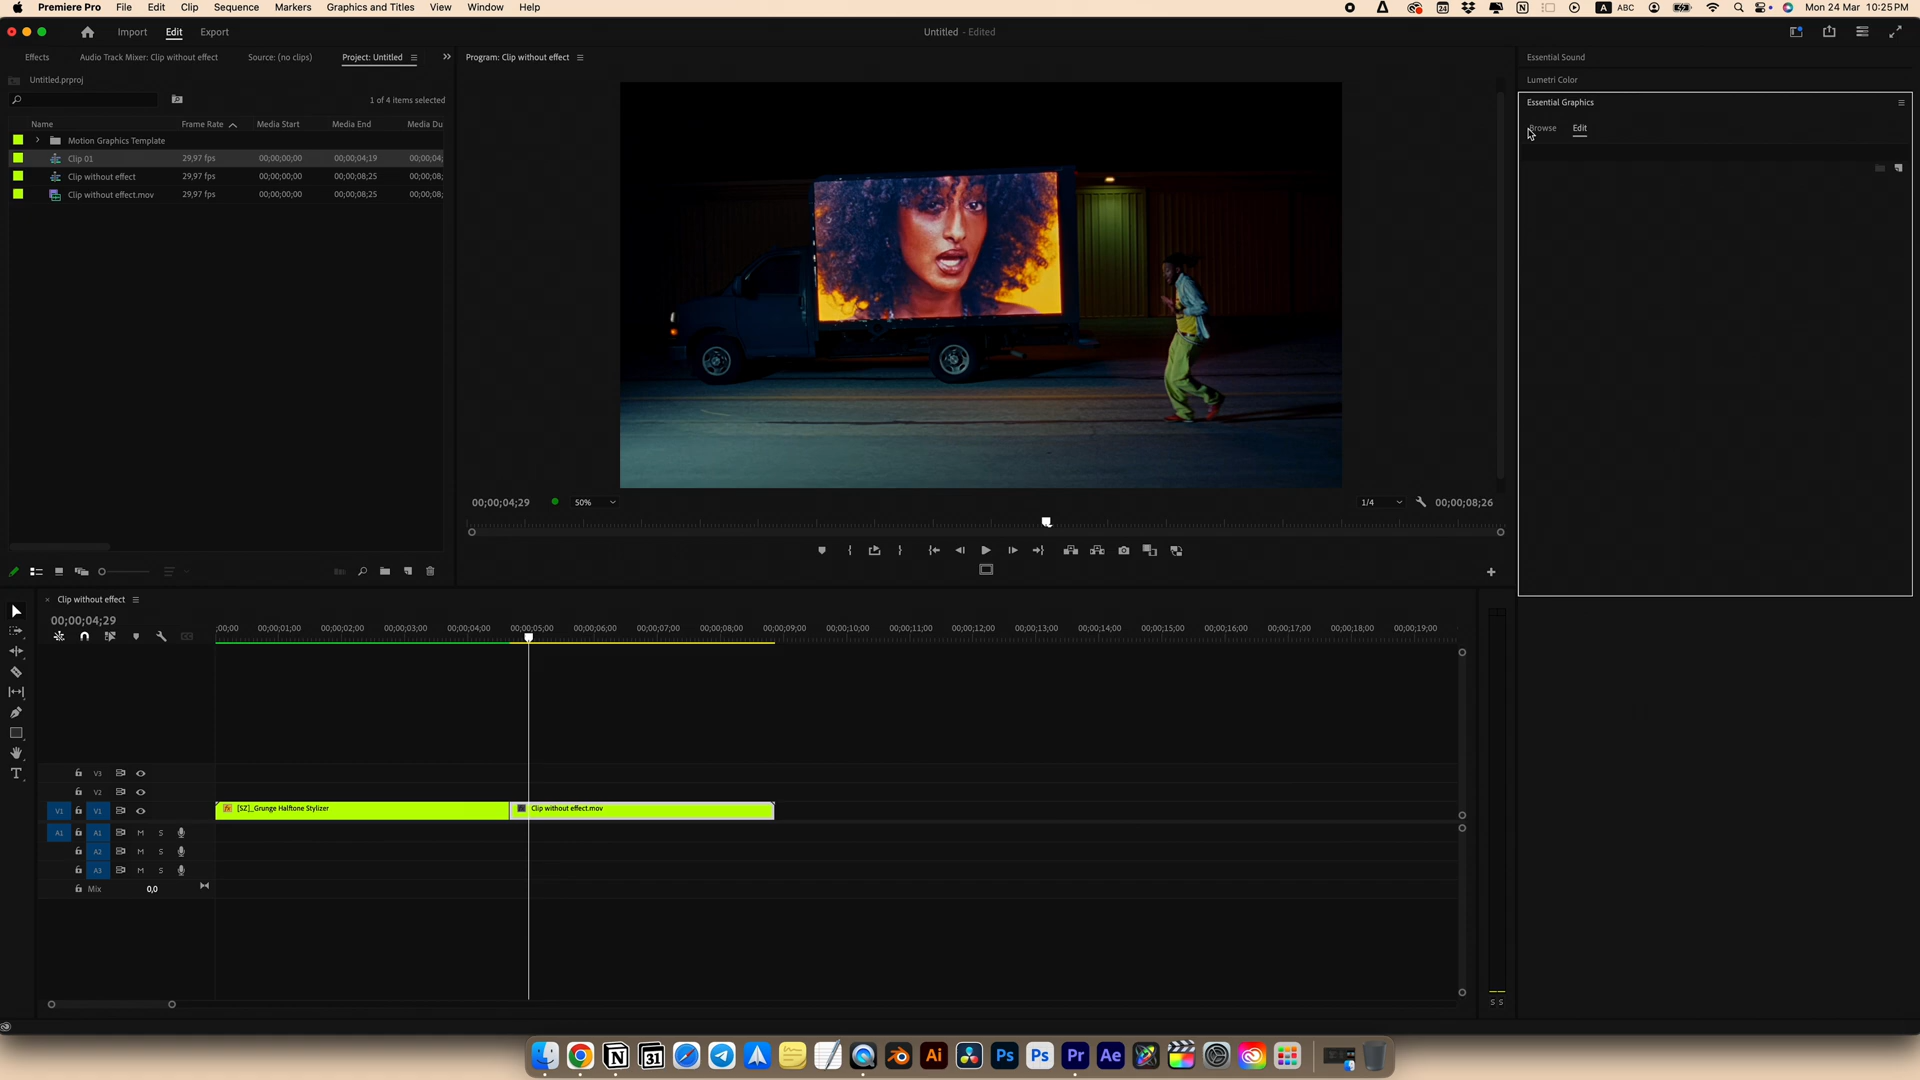 Premiere Pro File Edit Clip Sequence Markers Graphics and Titles View Window Help
24 A ABC Mon 24 Mar 10:25 PM
Import Edit Export
Untitled - Edited
Effects Audio Track Mixer: Clip without effect Source: (no clips) Project: Untitled
Program: Clip without effect
Essential Sound
Untitled.prproj
Lumetri Color
1 of 4 items selected
Essential Graphics
Name Frame Rate Media Start Media End Media Du
Browse Edit
Motion Graphics Template
Clip 01 29,97 fps 00;00;00;00 00;00;04;19 00;00;04;
Clip without effect 29,97 fps 00;00;00;00 00;00;08;25 00;00;08;
Clip without effect.mov 29,97 fps 00;00;00;00 00;00;08;25 00;00;08;
00;00;04;29 50% 1/4 00;00;08;26
Clip without effect
00;00;04;29
;00;00 00;00;01;00 00;00;02;00 00;00;03;00 00;00;04;00 00;00;05;00 00;00;06;00 00;00;07;00 00;00;08;00 00;00;09;00 00;00;10;00 00;00;11;00 00;00;12;00 00;00;13;00 00;00;14;00 00;00;15;00 00;00;16;00 00;00;17;00 00;00;18;00 00;00;19;00
V3
V2
V1 V1 fx [SZ]_Grunge Halftone Stylizer Clip without effect.mov
A1 A1 M S
A2 M S
A3 M S
Mix 0,0
S S
31 Ai Ps Ps Pr Ae